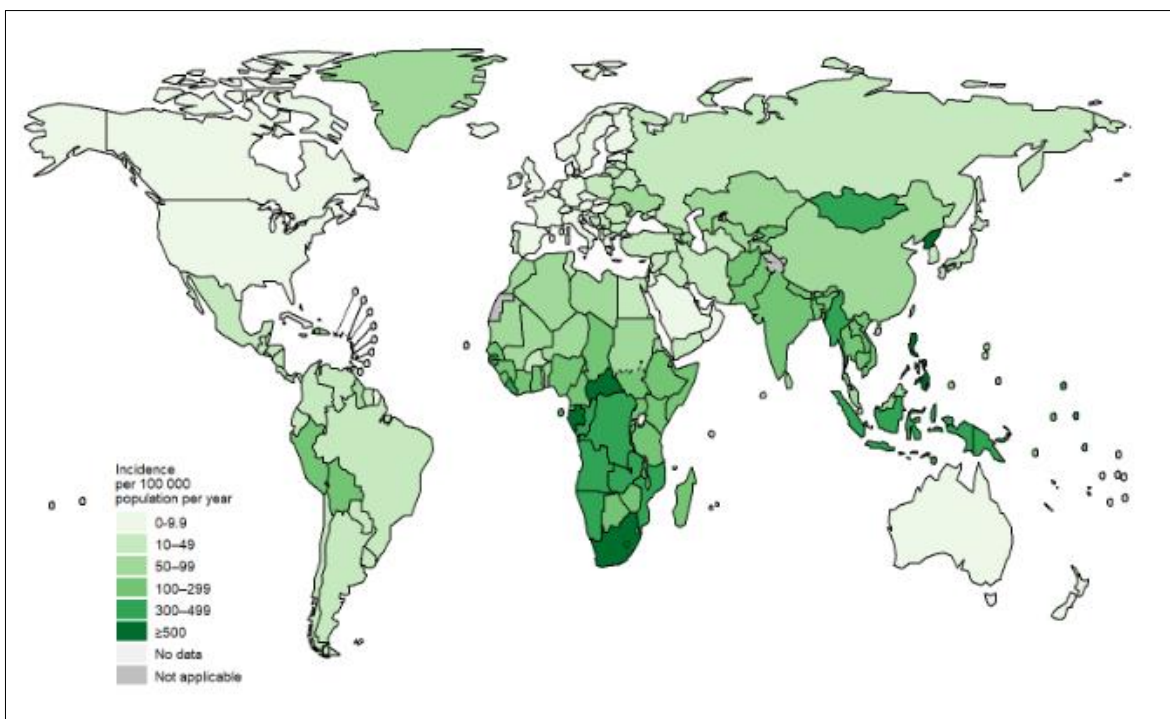 Incidence
per 100 000
population per year
0-9.9
10–49
50–99
100–299
300–499
≥500
No data
Not applicable